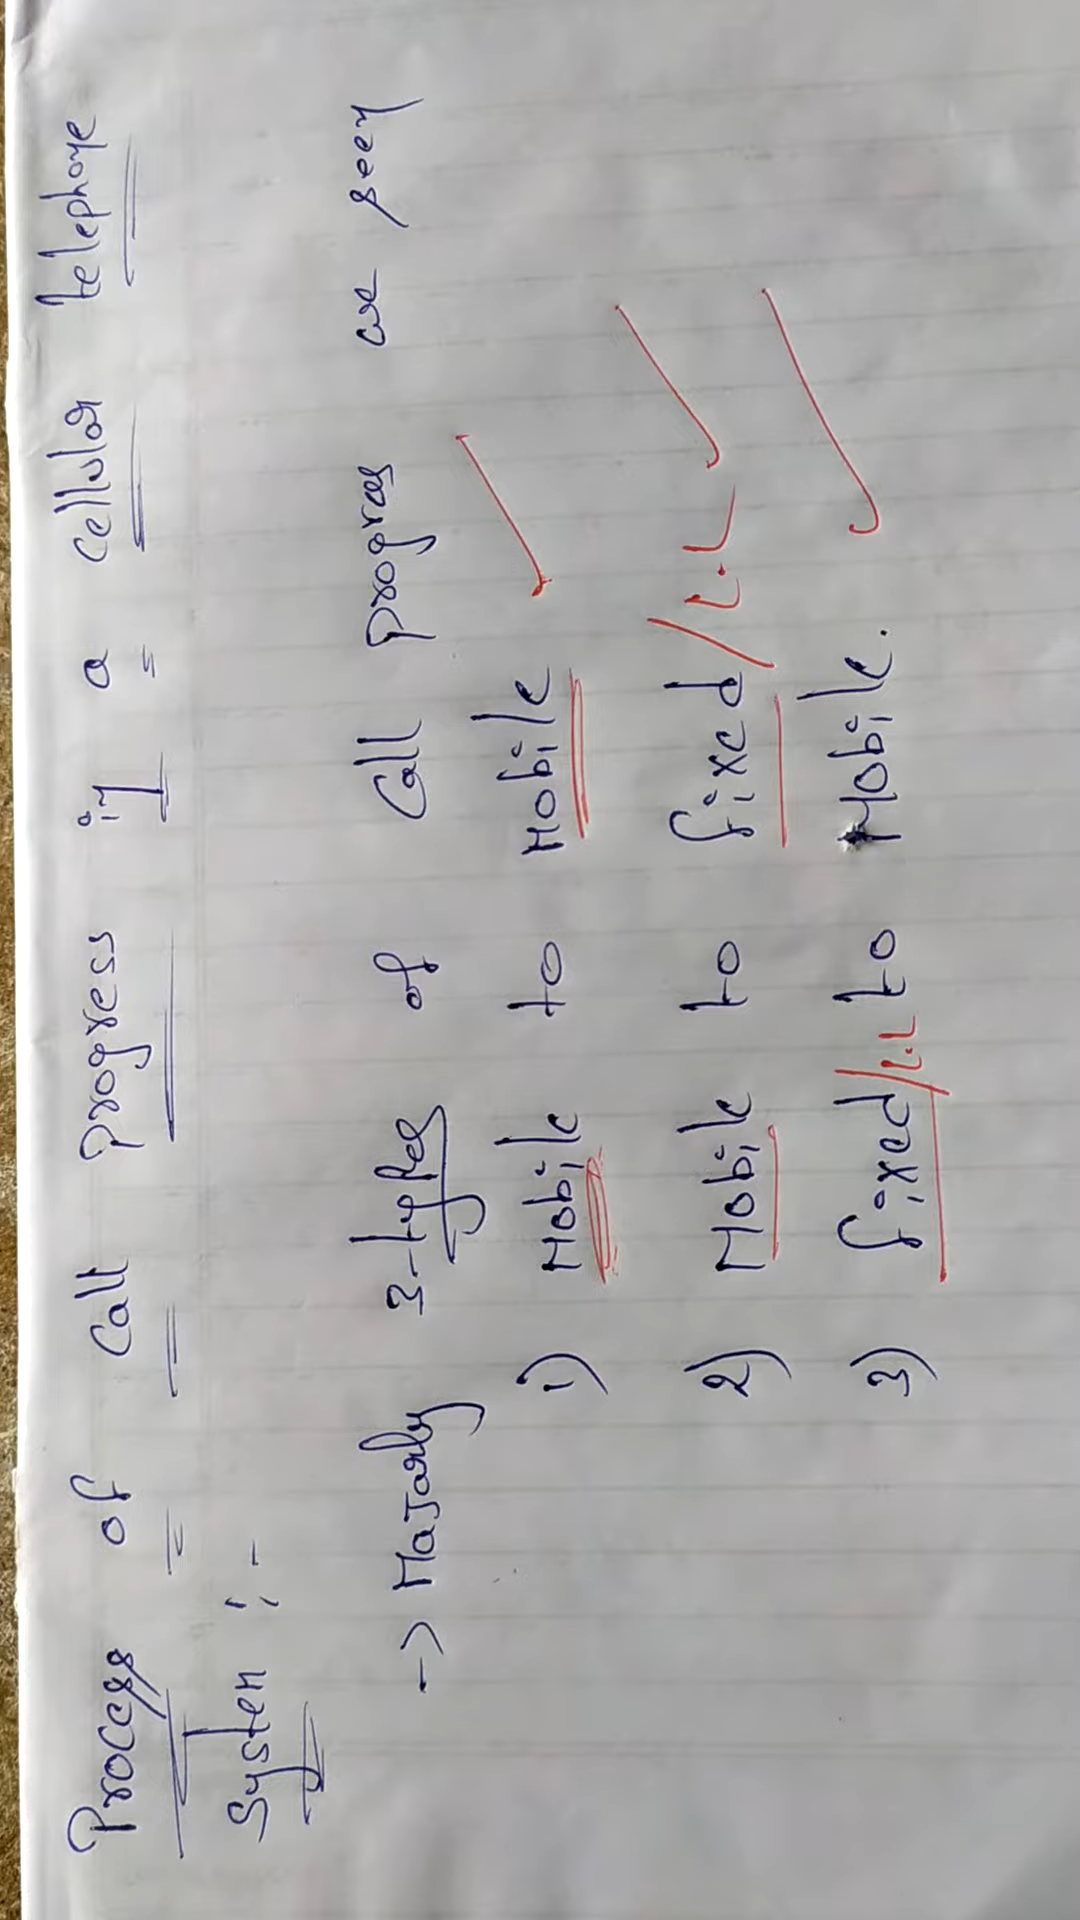 Process of Call Progress in a Cellular telephone
System :-
-> Majorly 3-types of Call progres are seen
1) Mobile to Mobile
2) Mobile to fixed/L.L
3) fixed/L.L to Mobile.